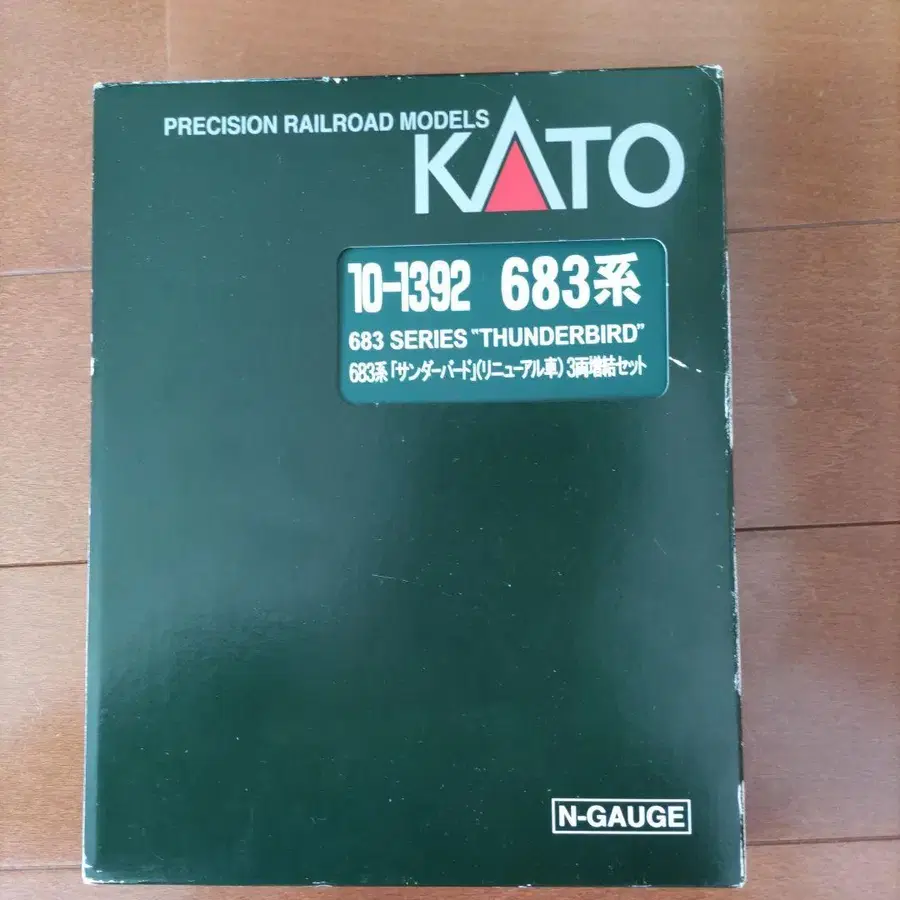 PRECISION RAILROAD MODELS
KATO
10-1392 683系
683 SERIES "THUNDERBIRD"
683系「サンダーバード」(リニューアル車) 3両増結セット
N-GAUGE